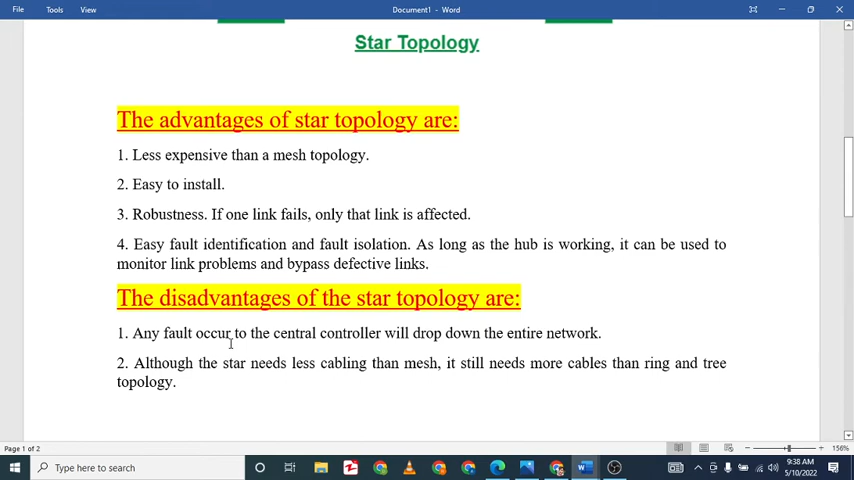 File Tools View Document1 - Word
Star Topology
The advantages of star topology are:
1. Less expensive than a mesh topology.
2. Easy to install.
3. Robustness. If one link fails, only that link is affected.
4. Easy fault identification and fault isolation. As long as the hub is working, it can be used to
monitor link problems and bypass defective links.
The disadvantages of the star topology are:
1. Any fault occur to the central controller will drop down the entire network.
2. Although the star needs less cabling than mesh, it still needs more cables than ring and tree
topology.
Page 1 of 2 156%
Type here to search 9:38 AM
5/10/2022